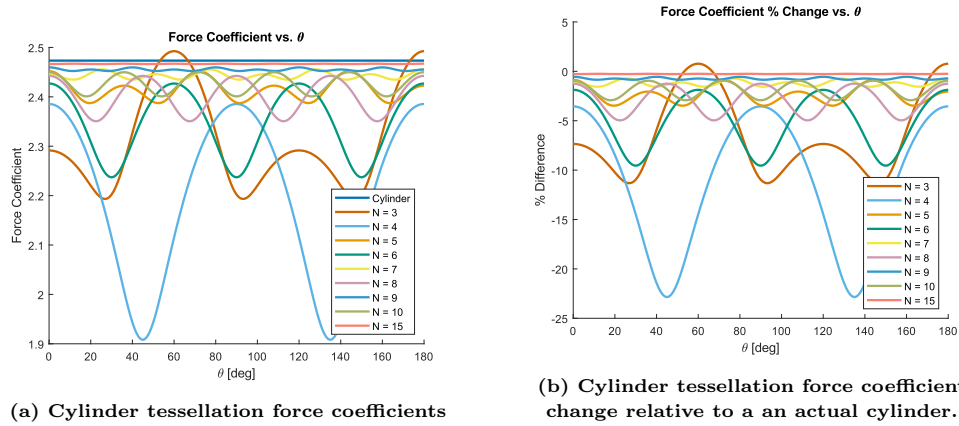 Force Coefficient vs. θ
Force Coefficient
2.5
2.4
2.3
2.2
2.1
2
1.9
0 20 40 60 80 100 120 140 160 180
θ [deg]
Cylinder
N = 3
N = 4
N = 5
N = 6
N = 7
N = 8
N = 9
N = 10
N = 15
(a) Cylinder tessellation force coefficients
Force Coefficient % Change vs. θ
% Difference
5
0
-5
-10
-15
-20
-25
0 20 40 60 80 100 120 140 160 180
θ [deg]
N = 3
N = 4
N = 5
N = 6
N = 7
N = 8
N = 9
N = 10
N = 15
(b) Cylinder tessellation force coefficien
change relative to a an actual cylinder.